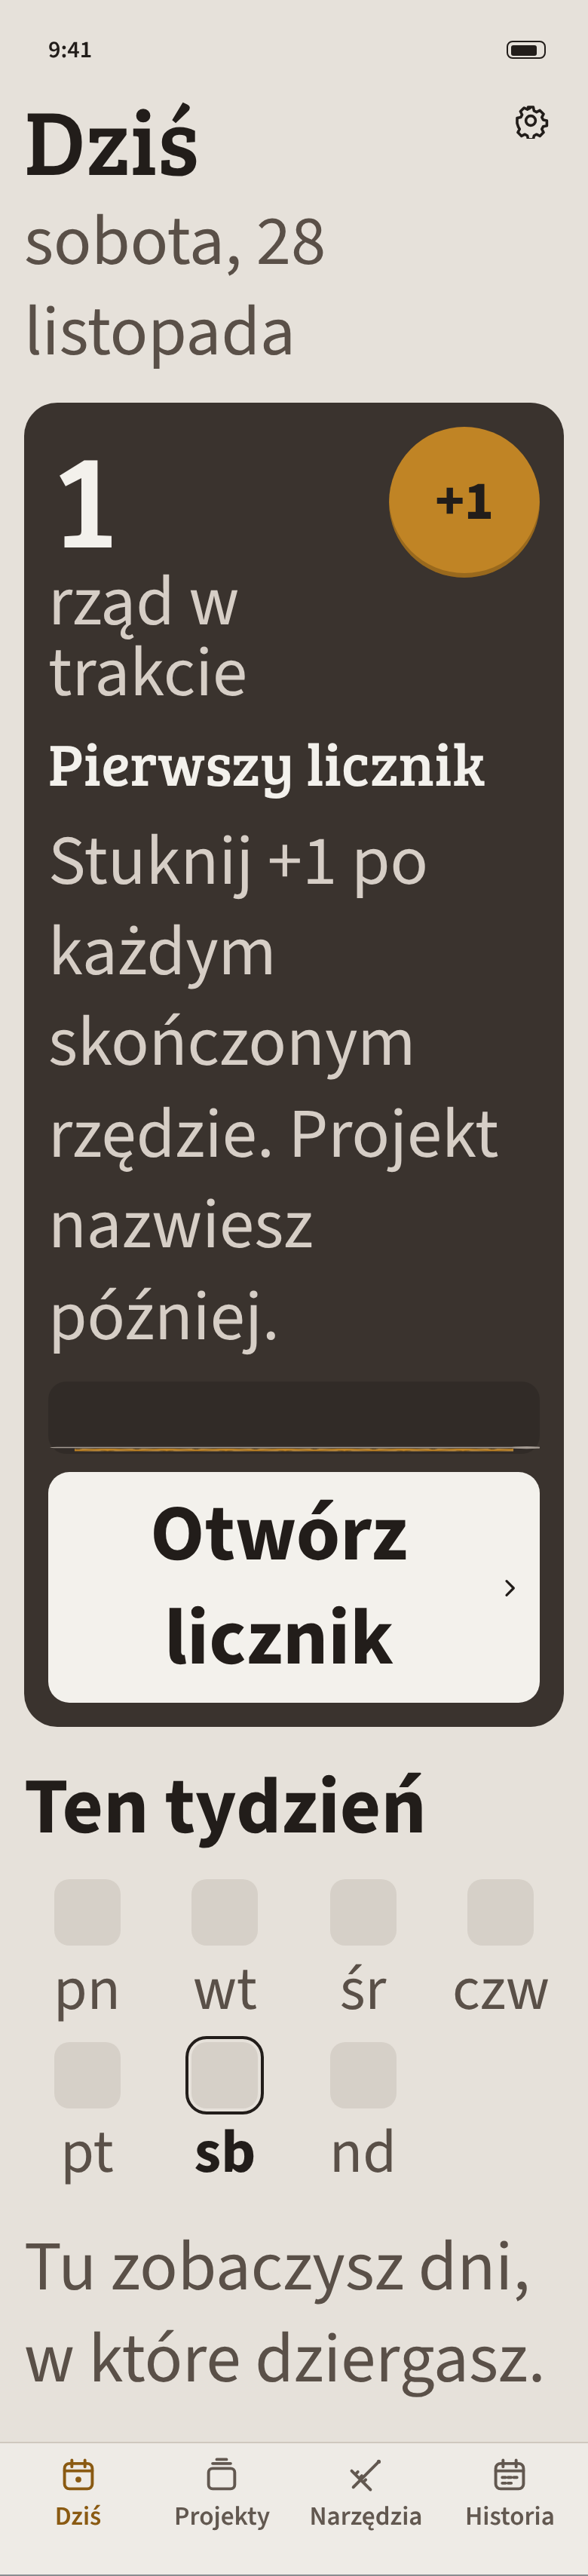 9:41
Dziś
sobota, 28
listopada
1
+1
rząd w
trakcie
Pierwszy licznik
Stuknij +1 po
każdym
skończonym
rzędzie. Projekt
nazwiesz
później.
Otwórz
licznik
Ten tydzień
pn wt śr czw
pt sb nd
Tu zobaczysz dni,
w które dziergasz.
Dziś Projekty Narzędzia Historia